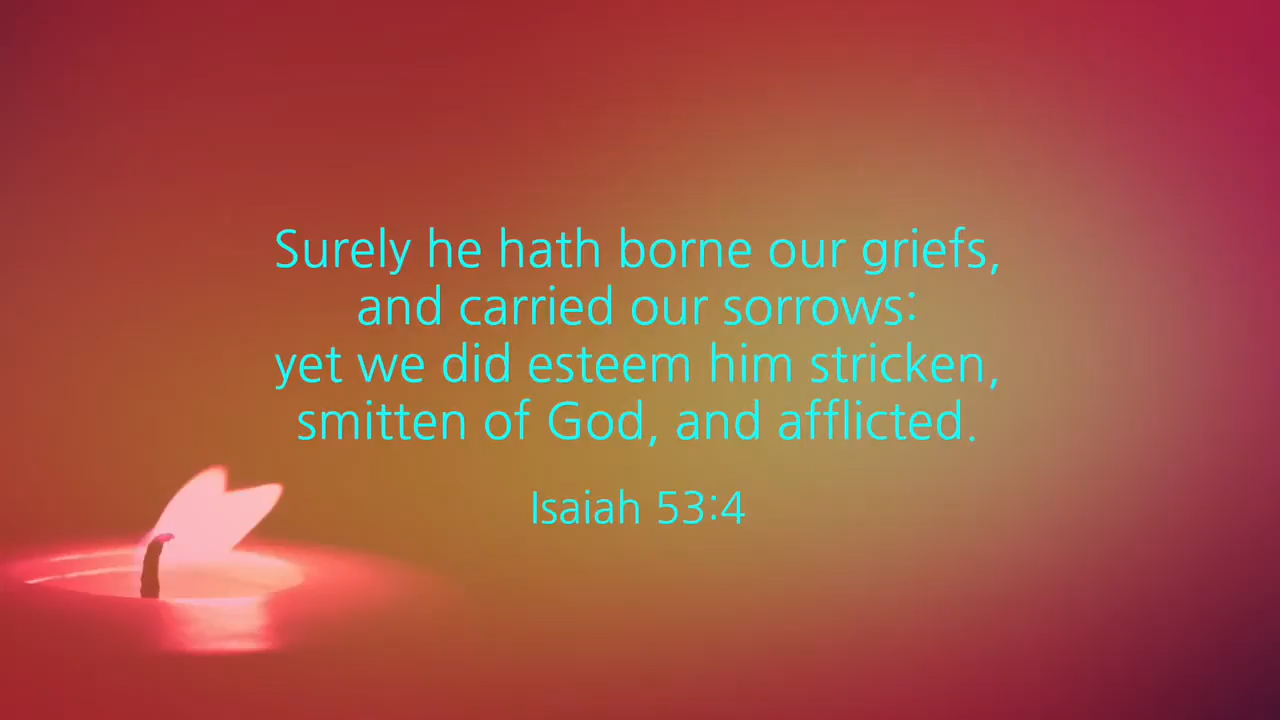 Surely he hath borne our griefs,
and carried our sorrows:
yet we did esteem him stricken,
smitten of God, and afflicted.
Isaiah 53:4